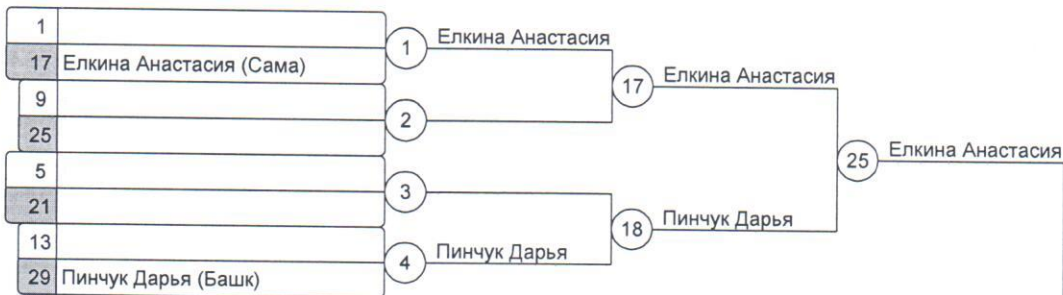 1
Елкина Анастасия
1
17 Елкина Анастасия (Сама)
17
Елкина Анастасия
9
2
25
25
Елкина Анастасия
5
3
21
18
Пинчук Дарья
13
4
Пинчук Дарья
29 Пинчук Дарья (Башк)